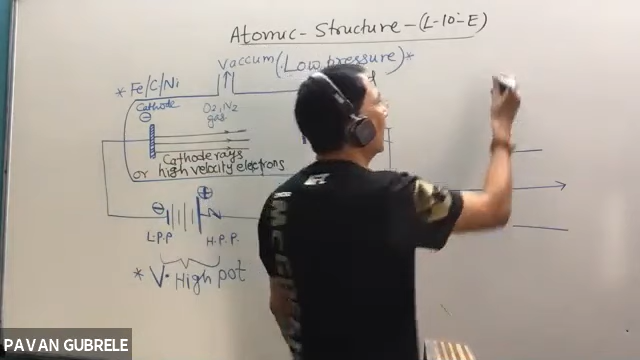 Atomic-Structure-(L-10-E)
Vaccum (Low pressure)*
* Fe/C/Ni
Cathode
O₂, N₂
gas
Cathode rays
or high velocity electrons
L.P.P
H.P.P.
* V. High pot
PAVAN GUBRELE